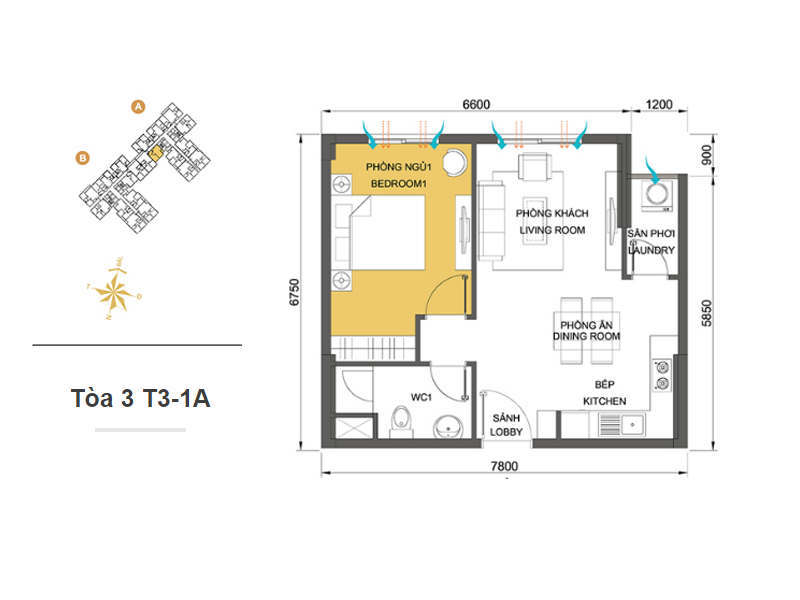 A
B
BẮC
T
Đ
N
Tòa 3 T3-1A
6600
1200
900
6750
5850
7800
PHÒNG NGỦ1
BEDROOM1
PHÒNG KHÁCH
LIVING ROOM
SÂN PHƠI
LAUNDRY
PHÒNG ĂN
DINING ROOM
BẾP
KITCHEN
WC1
SẢNH
LOBBY